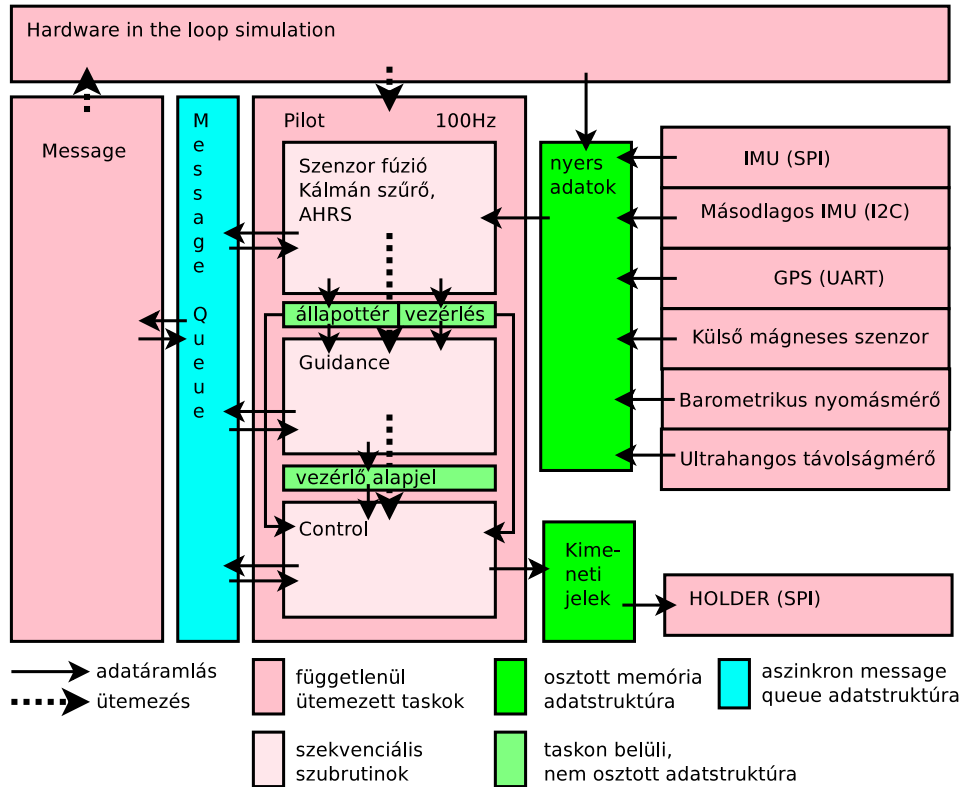 Hardware in the loop simulation
Message
Message
Queue
Pilot 100Hz
Szenzor fúzió
Kálmán szűrő,
AHRS
állapottér vezérlés
Guidance
vezérlő alapjel
Control
nyers
adatok
IMU (SPI)
Másodlagos IMU (I2C)
GPS (UART)
Külső mágneses szenzor
Barometrikus nyomásmérő
Ultrahangos távolságmérő
Kime-
neti
jelek
HOLDER (SPI)
adatáramlás
ütemezés
függetlenül
ütemezett taskok
osztott memória
adatstruktúra
aszinkron message
queue adatstruktúra
szekvenciális
szubrutinok
taskon belüli,
nem osztott adatstruktúra